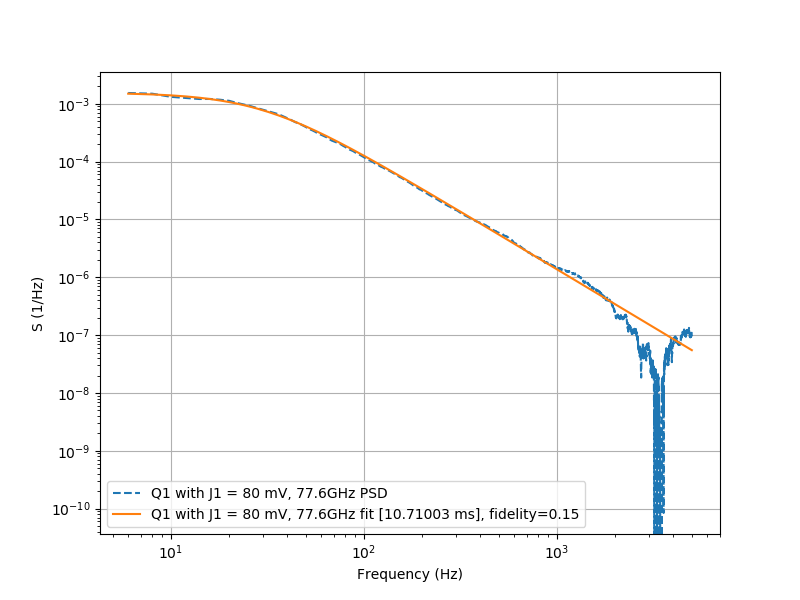 10⁻³
10⁻⁴
10⁻⁵
10⁻⁶
10⁻⁷
10⁻⁸
10⁻⁹
10⁻¹⁰
S (1/Hz)
Q1 with J1 = 80 mV, 77.6GHz PSD
Q1 with J1 = 80 mV, 77.6GHz fit [10.71003 ms], fidelity=0.15
10¹ 10² 10³
Frequency (Hz)